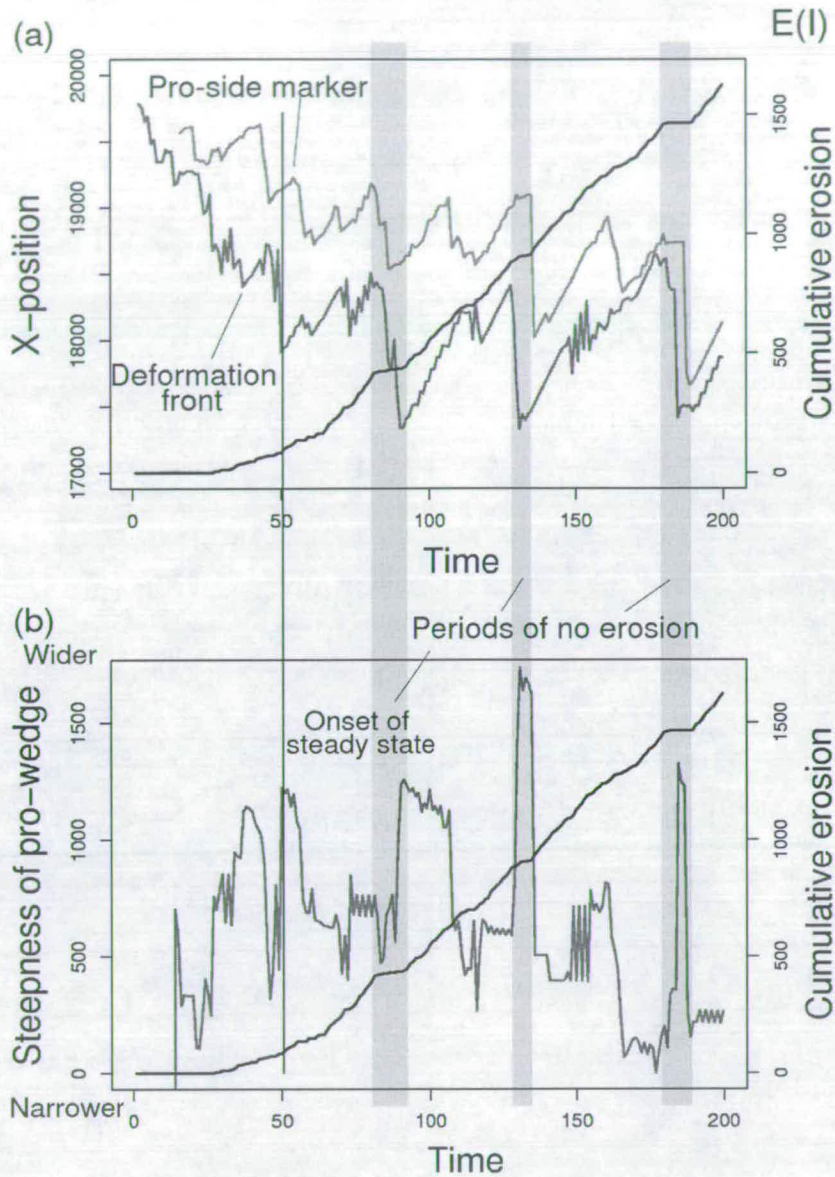 (a)
E(I)
20000
19000
18000
17000
X-position
Pro-side marker
Deformation
front
1500
1000
500
0
Cumulative erosion
0
50
100
150
200
Time
Periods of no erosion
(b)
Wider
1500
1000
500
0
Steepness of pro-wedge
Narrower
Onset of
steady state
1500
1000
500
0
Cumulative erosion
0
50
100
150
200
Time